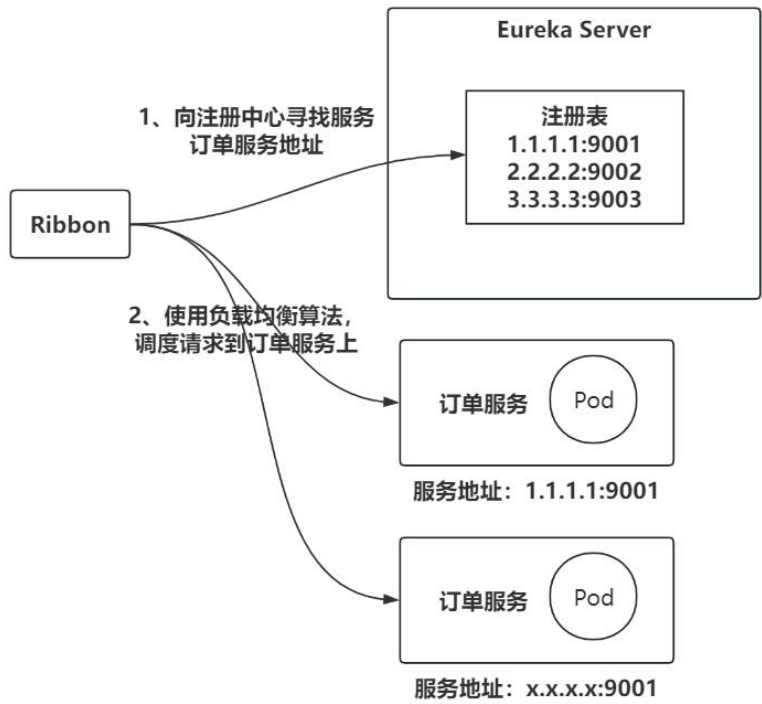 Eureka Server
1、向注册中心寻找服务
订单服务地址
注册表
1.1.1.1:9001
2.2.2.2:9002
3.3.3.3:9003
Ribbon
2、使用负载均衡算法，
调度请求到订单服务上
订单服务
Pod
服务地址：1.1.1.1:9001
订单服务
Pod
服务地址：x.x.x.x:9001